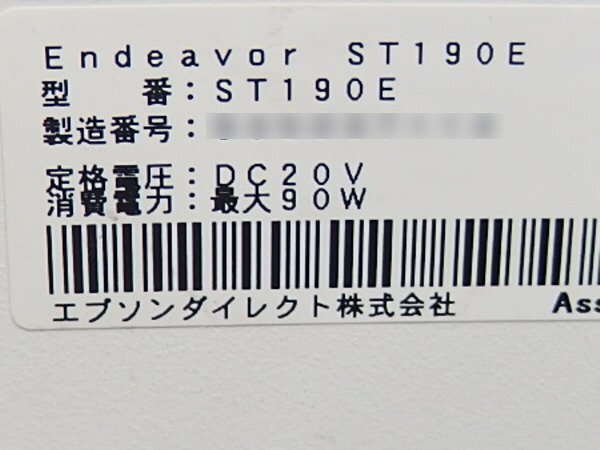 Endeavor ST190E
型　　番：ST190E
製造番号：
定格電圧：DC20V
消費電力：最大90W
エプソンダイレクト株式会社 Ass